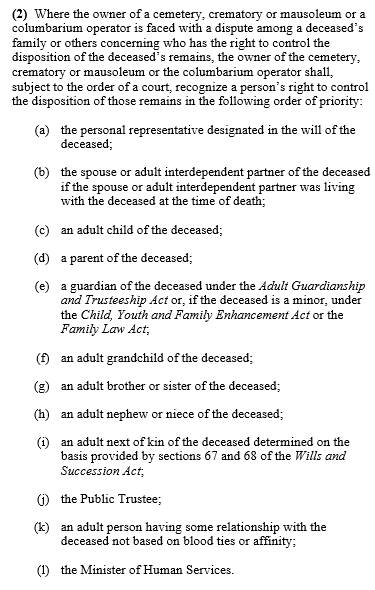 (2) Where the owner of a cemetery, crematory or mausoleum or a
columbarium operator is faced with a dispute among a deceased’s
family or others concerning who has the right to control the
disposition of the deceased’s remains, the owner of the cemetery,
crematory or mausoleum or the columbarium operator shall,
subject to the order of a court, recognize a person’s right to control
the disposition of those remains in the following order of priority:
(a) the personal representative designated in the will of the
deceased;
(b) the spouse or adult interdependent partner of the deceased
if the spouse or adult interdependent partner was living
with the deceased at the time of death;
(c) an adult child of the deceased;
(d) a parent of the deceased;
(e) a guardian of the deceased under the Adult Guardianship
and Trusteeship Act or, if the deceased is a minor, under
the Child, Youth and Family Enhancement Act or the
Family Law Act;
(f) an adult grandchild of the deceased;
(g) an adult brother or sister of the deceased;
(h) an adult nephew or niece of the deceased;
(i) an adult next of kin of the deceased determined on the
basis provided by sections 67 and 68 of the Wills and
Succession Act;
(j) the Public Trustee;
(k) an adult person having some relationship with the
deceased not based on blood ties or affinity;
(l) the Minister of Human Services.